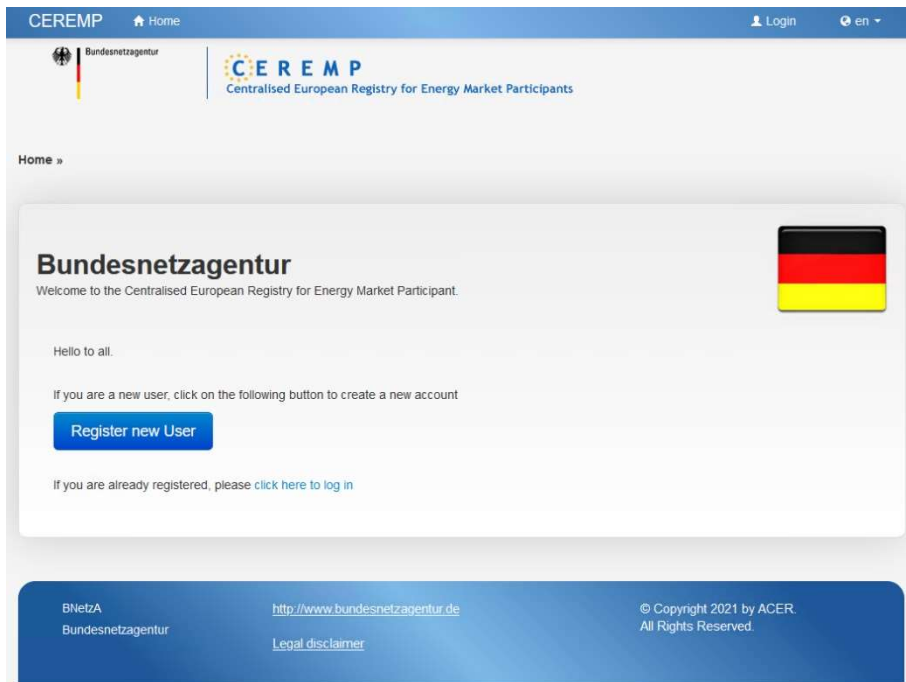 CEREMP Home Login en
Bundesnetzagentur
CEREMP
Centralised European Registry for Energy Market Participants
Home »
Bundesnetzagentur
Welcome to the Centralised European Registry for Energy Market Participant.
Hello to all.
If you are a new user, click on the following button to create a new account
Register new User
If you are already registered, please click here to log in
BNetzA
Bundesnetzagentur
http://www.bundesnetzagentur.de
Legal disclaimer
© Copyright 2021 by ACER.
All Rights Reserved.